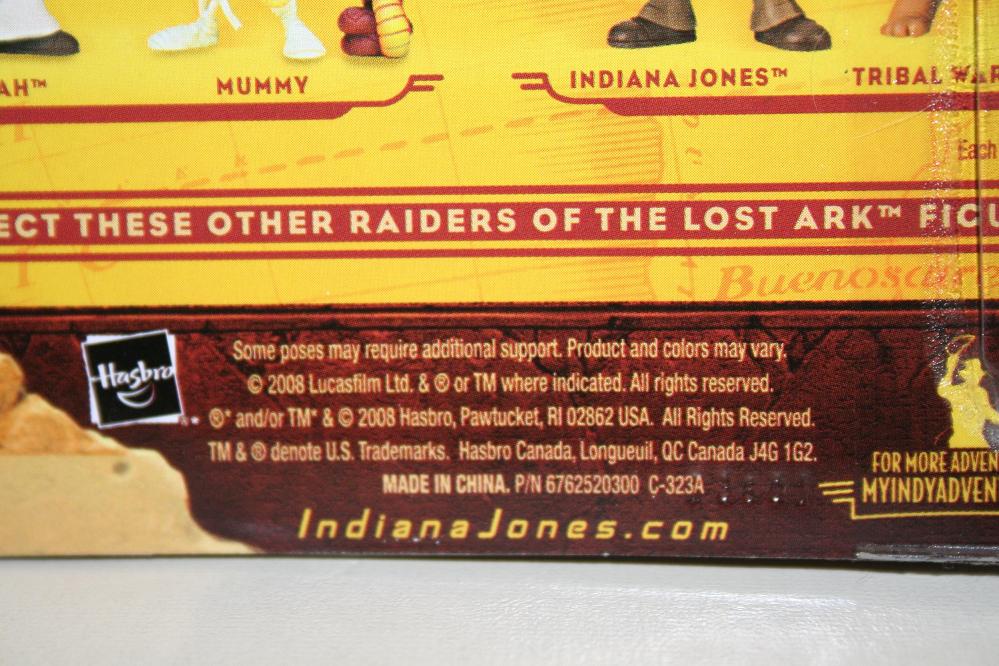 AH™
MUMMY
INDIANA JONES™
TRIBAL WAR
Each
ECT THESE OTHER RAIDERS OF THE LOST ARK™ FIGU
Buenosaire
Hasbro
Some poses may require additional support. Product and colors may vary.
© 2008 Lucasfilm Ltd. & ® or TM where indicated. All rights reserved.
®* and/or TM* & © 2008 Hasbro, Pawtucket, RI 02862 USA. All Rights Reserved.
TM & ® denote U.S. Trademarks. Hasbro Canada, Longueuil, QC Canada J4G 1G2.
MADE IN CHINA. P/N 6762520300 C-323A
IndianaJones.com
FOR MORE ADVEN
MYINDYADVEN